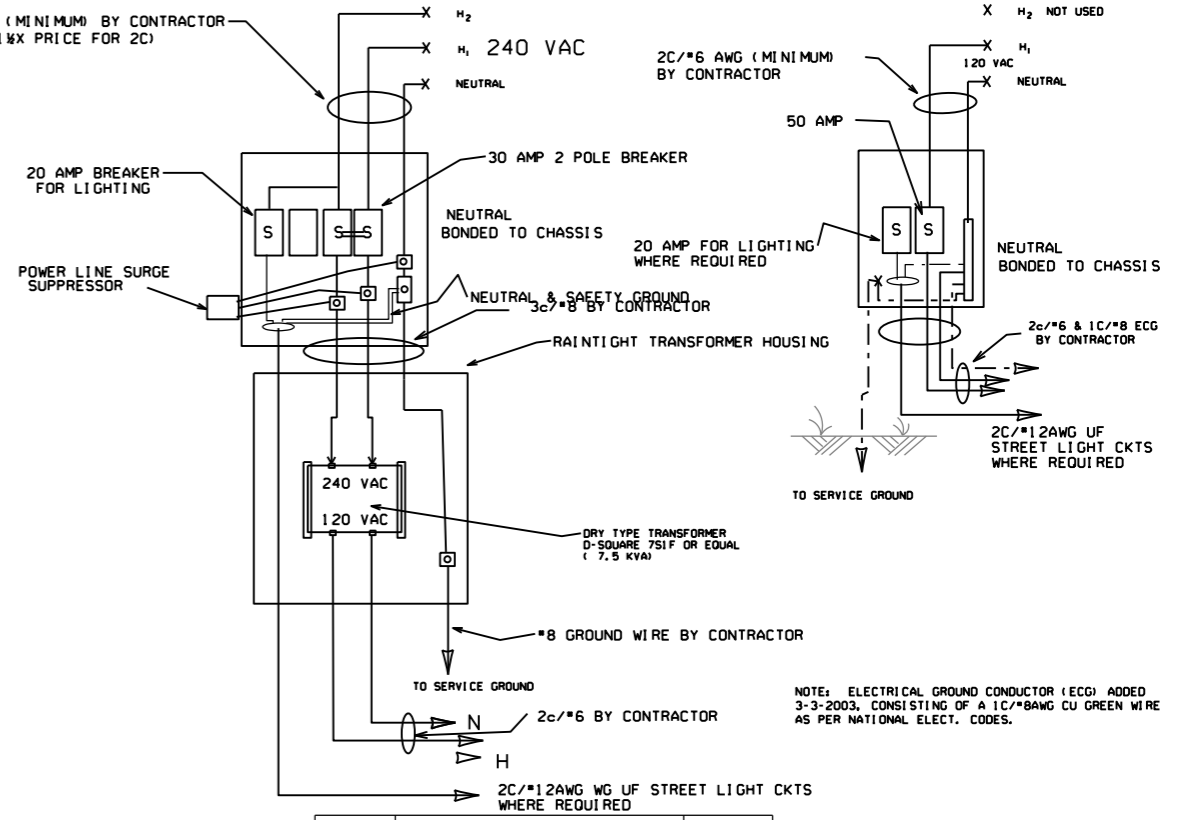 (MINIMUM) BY CONTRACTOR
1½X PRICE FOR 2C)
H₂
H₁ 240 VAC
NEUTRAL
20 AMP BREAKER
FOR LIGHTING
30 AMP 2 POLE BREAKER
S
S
S
NEUTRAL
BONDED TO CHASSIS
POWER LINE SURGE
SUPPRESSOR
NEUTRAL & SAFETY GROUND
3c/#8 BY CONTRACTOR
RAINTIGHT TRANSFORMER HOUSING
240 VAC
120 VAC
DRY TYPE TRANSFORMER
D-SQUARE 7S1F OR EQUAL
( 7.5 KVA)
#8 GROUND WIRE BY CONTRACTOR
TO SERVICE GROUND
2c/#6 BY CONTRACTOR
N
H
2C/#12AWG WG UF STREET LIGHT CKTS
WHERE REQUIRED
H₂ NOT USED
2C/#6 AWG (MINIMUM)
BY CONTRACTOR
H₁
120 VAC
NEUTRAL
50 AMP
S
S
20 AMP FOR LIGHTING
WHERE REQUIRED
NEUTRAL
BONDED TO CHASSIS
2c/#6 & 1C/#8 ECG
BY CONTRACTOR
2C/#12AWG UF
STREET LIGHT CKTS
WHERE REQUIRED
TO SERVICE GROUND
NOTE: ELECTRICAL GROUND CONDUCTOR (ECG) ADDED
3-3-2003, CONSISTING OF A 1C/#8AWG CU GREEN WIRE
AS PER NATIONAL ELECT. CODES.